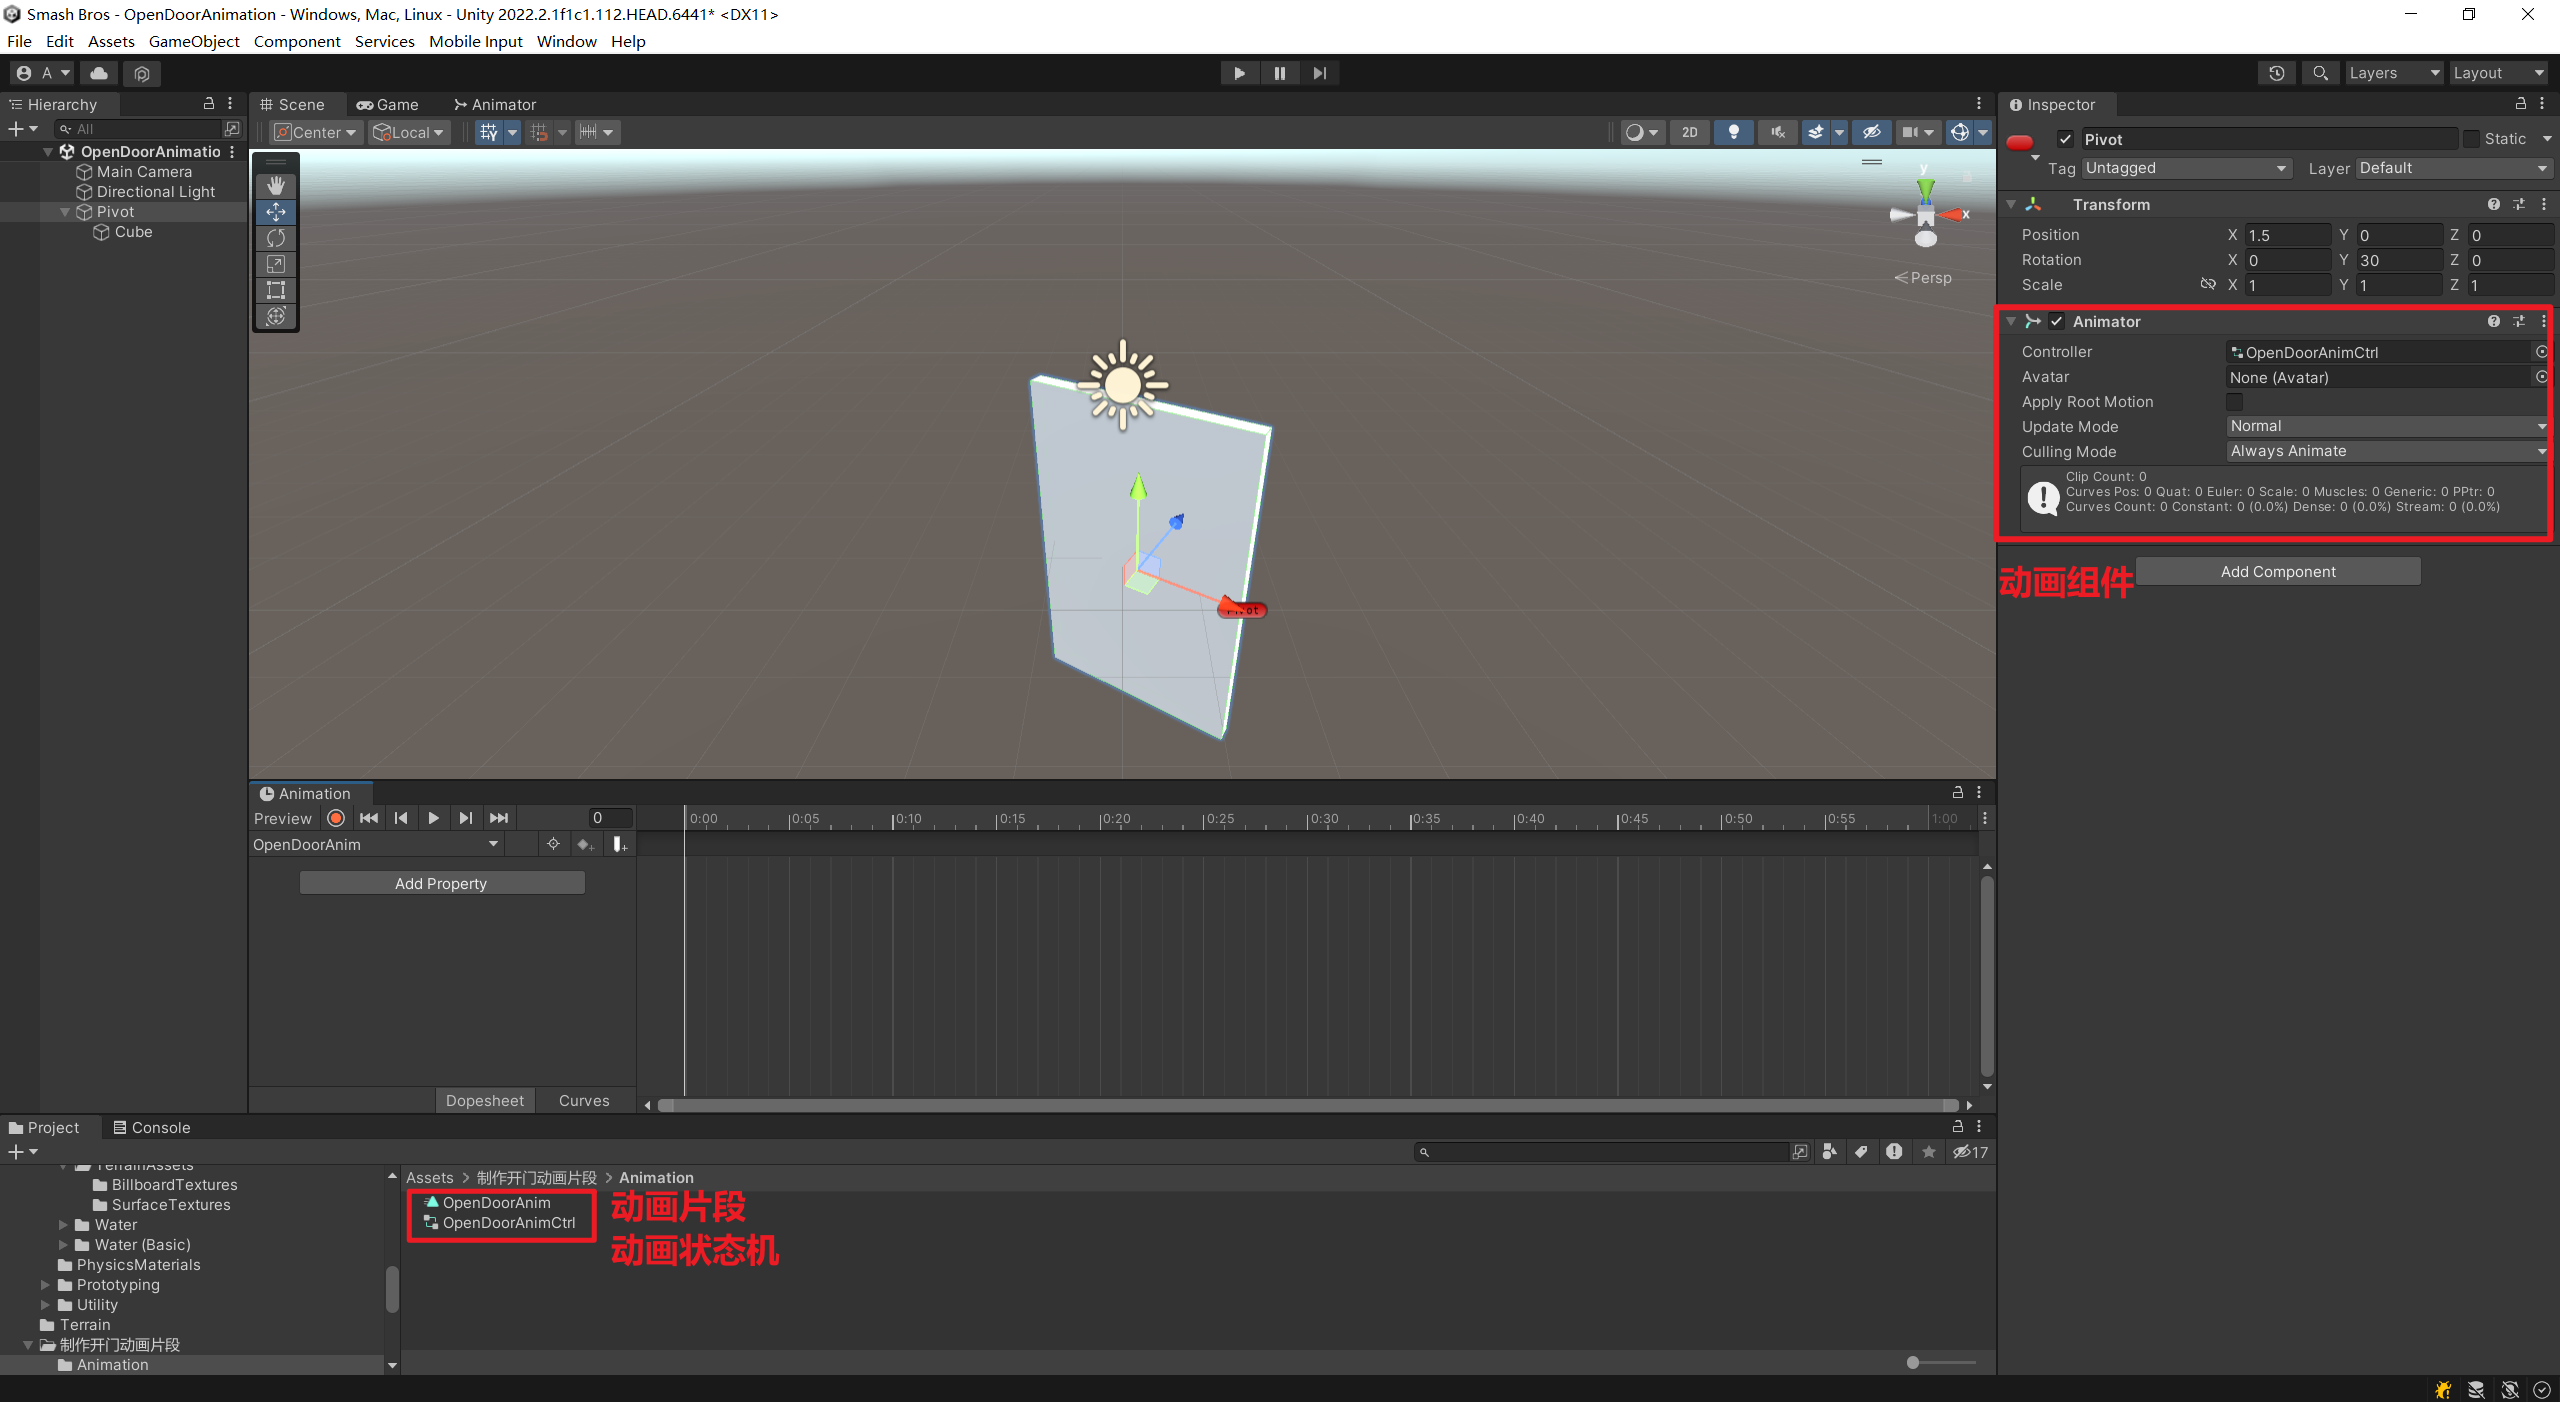 Smash Bros - OpenDoorAnimation - Windows, Mac, Linux - Unity 2022.2.1f1c1.112.HEAD.6441* <DX11>
File Edit Assets GameObject Component Services Mobile Input Window Help
A
Layers Layout
Hierarchy
All
OpenDoorAnimatio
Main Camera
Directional Light
Pivot
Cube
Scene Game Animator
Center Local 2D
y
x
Persp
Pivot
Inspector
Pivot Static
Tag Untagged Layer Default
Transform
Position X 1.5 Y 0 Z 0
Rotation X 0 Y 30 Z 0
Scale X 1 Y 1 Z 1
Animator
Controller OpenDoorAnimCtrl
Avatar None (Avatar)
Apply Root Motion
Update Mode Normal
Culling Mode Always Animate
Clip Count: 0
Curves Pos: 0 Quat: 0 Euler: 0 Scale: 0 Muscles: 0 Generic: 0 PPtr: 0
Curves Count: 0 Constant: 0 (0.0%) Dense: 0 (0.0%) Stream: 0 (0.0%)
动画组件
Add Component
Animation
Preview 0
0:00 0:05 0:10 0:15 0:20 0:25 0:30 0:35 0:40 0:45 0:50 0:55 1:00
OpenDoorAnim
Add Property
Dopesheet Curves
Project Console
17
TerrainAssets
BillboardTextures
SurfaceTextures
Water
Water (Basic)
PhysicsMaterials
Prototyping
Utility
Terrain
制作开门动画片段
Animation
Assets > 制作开门动画片段 > Animation
OpenDoorAnim
OpenDoorAnimCtrl
动画片段
动画状态机